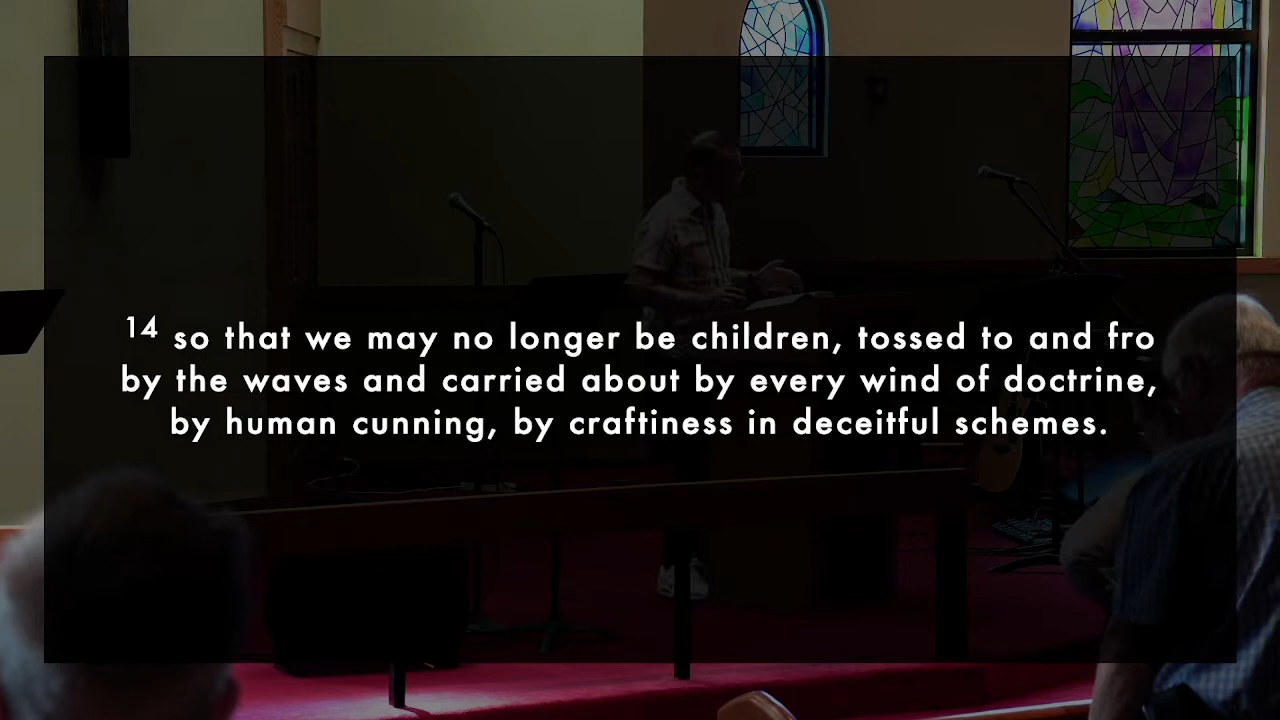 14 so that we may no longer be children, tossed to and fro
by the waves and carried about by every wind of doctrine,
by human cunning, by craftiness in deceitful schemes.